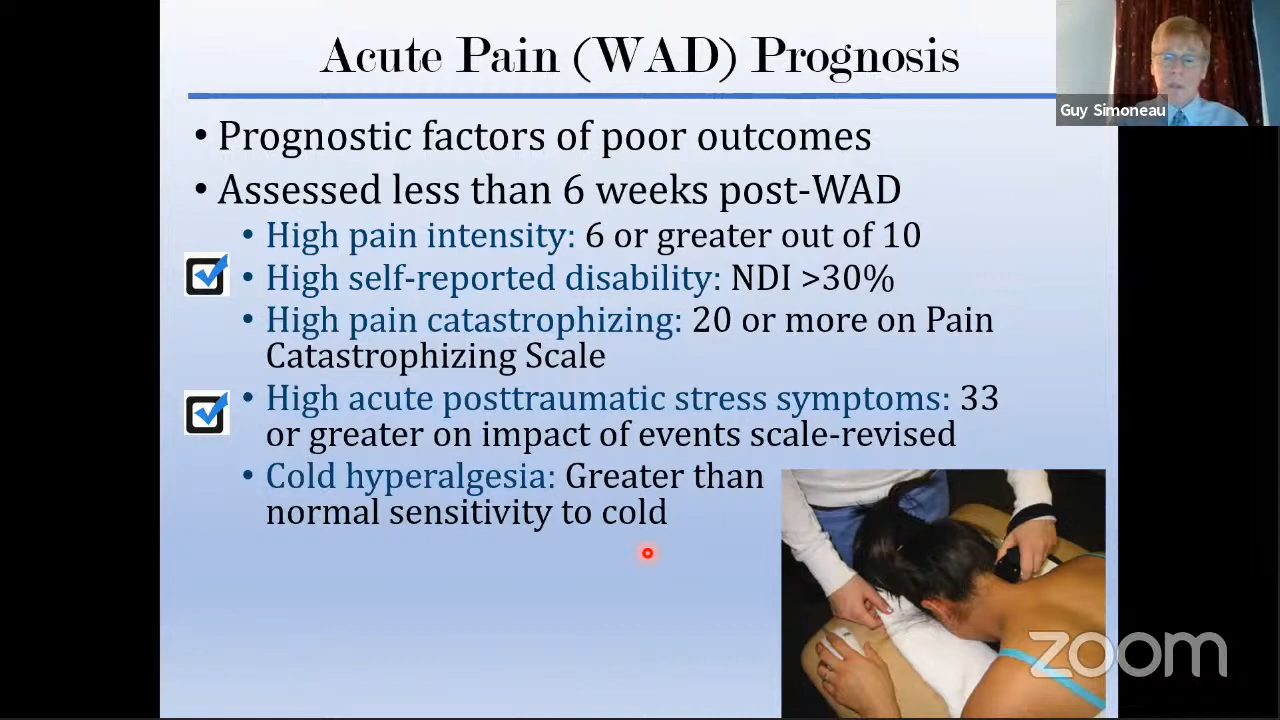 Acute Pain (WAD) Prognosis
Guy Simoneau
• Prognostic factors of poor outcomes
• Assessed less than 6 weeks post-WAD
• High pain intensity: 6 or greater out of 10
• High self-reported disability: NDI >30%
• High pain catastrophizing: 20 or more on Pain
Catastrophizing Scale
• High acute posttraumatic stress symptoms: 33
or greater on impact of events scale-revised
• Cold hyperalgesia: Greater than
normal sensitivity to cold
zoom